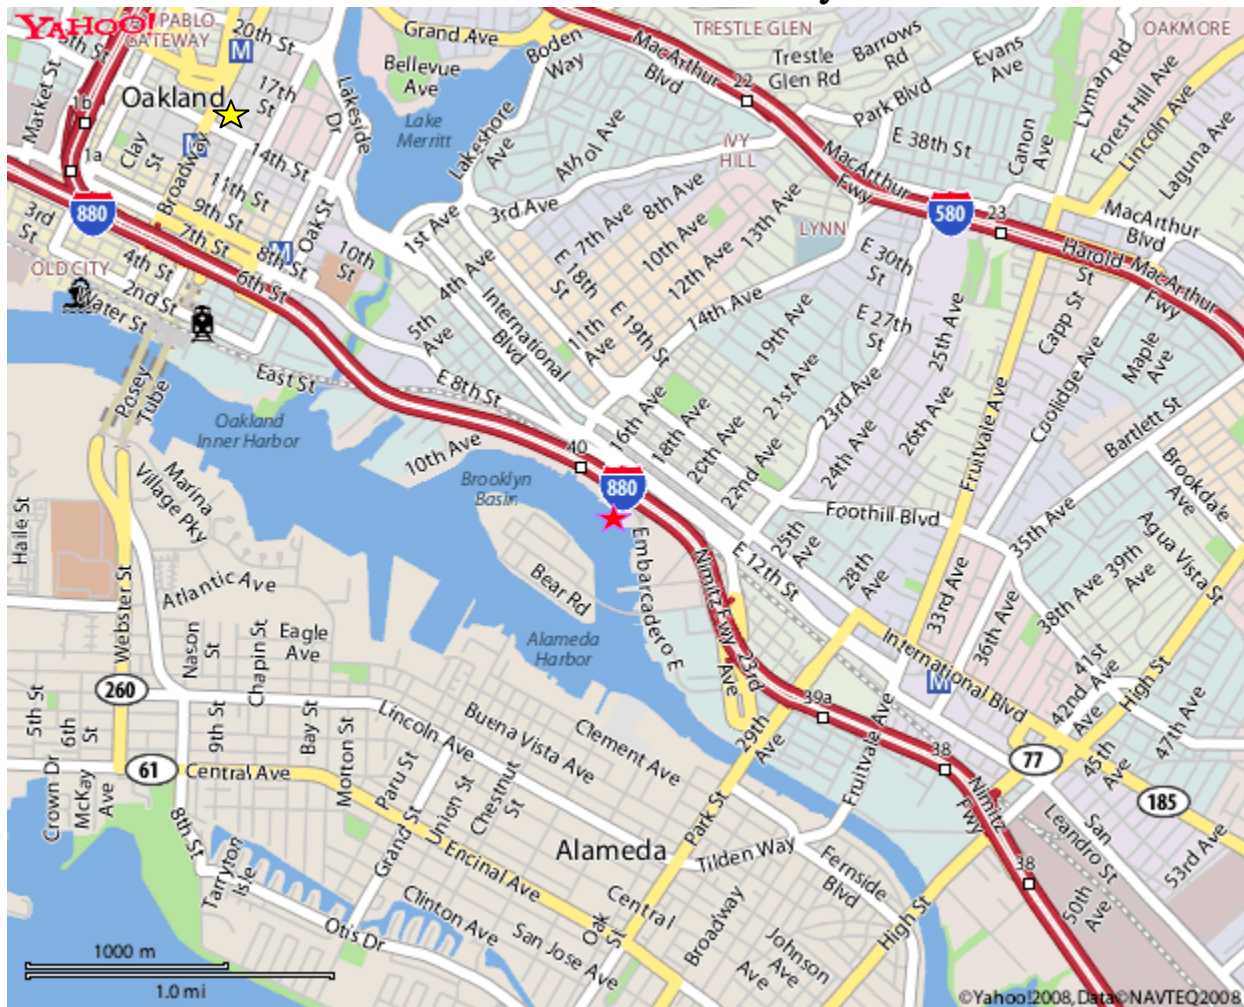 YAHOO!
PABLO
GATEWAY
20th St
Grand Ave
Boden
Way
TRESTLE GLEN
OAKMORE
Market St
1b
Oakland
17th
St
Bellevue
Ave
Lakeside
Dr
MacArthur
Blvd
22
Trestle
Glen Rd
Barrows
Rd
Evans
Ave
Lyman Rd
Forest Hill Ave
Lincoln Ave
Laguna Ave
M
Lake
Merritt
Lakeshore
Ave
Athol Ave
Park Blvd
E 38th St
Canon
Ave
IVY
HILL
1a
Clay
St
M
Broadway
14th St
11th St
9th St
7th St
8th St
6th St
Oak St
M
10th
St
880
3rd
St
OLD CITY
4th St
2nd St
Water St
1st Ave
3rd Ave
4th Ave
5th
Ave
E 7th Ave
8th Ave
10th Ave
12th Ave
13th Ave
14th Ave
E 18th
St
E 19th St
11th
Ave
International
Blvd
MacArthur
Fwy
580
23
LYNN
E 30th
St
E 27th
St
MacArthur
Blvd
Harold MacArthur
Fwy
Capp St
Coolidge Ave
Maple
Ave
Bartlett St
Brookdale
Ave
Fruitvale Ave
25th Ave
26th Ave
24th Ave
23rd Ave
19th Ave
21st Ave
16th Ave
18th Ave
20th Ave
22nd Ave
East St
E 8th St
Posey
Tube
Oakland
Inner Harbor
10th Ave
40
880
Brooklyn
Basin
Marina
Village Pky
Haile St
Webster St
Atlantic Ave
Bear Rd
Embarcadero E
Nimitz Fwy
E 12th St
25th
Ave
28th
Ave
Foothill Blvd
35th Ave
39th
Ave
Agua Vista St
38th Ave
33rd Ave
36th Ave
41st
42nd Ave
Ave
High St
47th Ave
45th
Ave
International Blvd
M
Alameda
Harbor
Nason
St
Chapin St
Eagle
Ave
260
5th St
6th
St
9th St
Bay St
Morton St
Lincoln Ave
Buena Vista Ave
Clement Ave
23rd
Ave
29th
Ave
39a
38
Fruitvale Ave
77
185
61
Central Ave
Crown Dr
McKay
Ave
8th St
Paru St
Grand St
Union St
Chestnut
St
Encinal Ave
Park St
Alameda
Tilden Way
Fernside
Blvd
Nimitz
Fwy
38
San
Leandro St
53rd Ave
50th
Ave
High St
Tarryton
Isle
Otis Dr
Clinton Ave
San Jose Ave
Oak
St
Central
Broadway
Ave
Johnson
Ave
1000 m
1.0 mi
©Yahoo!2008, Data©NAVTEQ2008